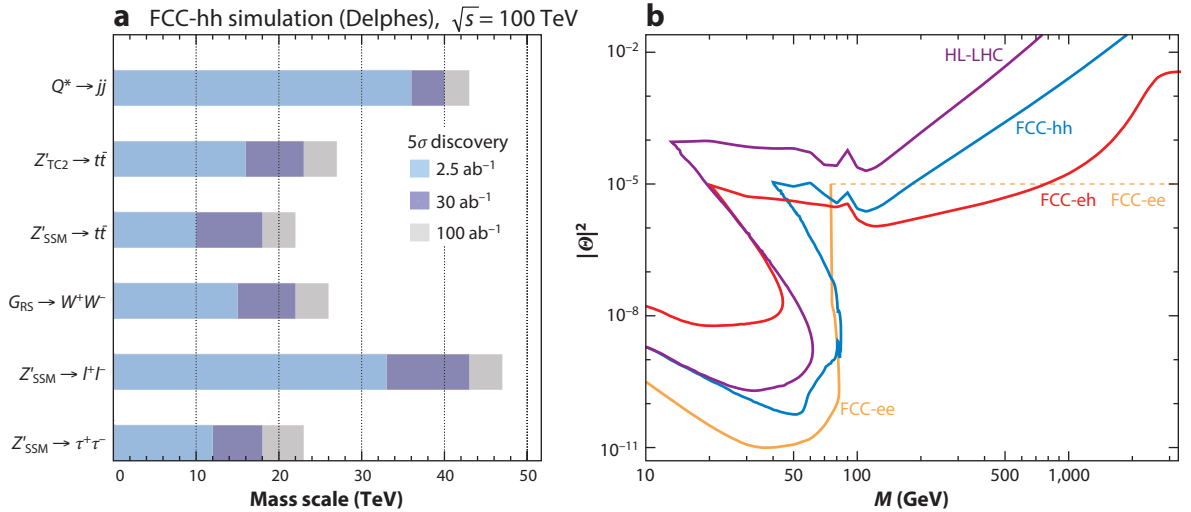 a FCC-hh simulation (Delphes), √s = 100 TeV
Q* → jj
Z′TC2 → tt̄
Z′SSM → tt̄
GRS → W⁺W⁻
Z′SSM → l⁺l⁻
Z′SSM → τ⁺τ⁻
5σ discovery
2.5 ab⁻¹
30 ab⁻¹
100 ab⁻¹
0 10 20 30 40 50
Mass scale (TeV)
b
|Θ|²
10⁻²
10⁻⁵
10⁻⁸
10⁻¹¹
HL-LHC
FCC-hh
FCC-eh FCC-ee
FCC-ee
10 50 100 500 1,000
M (GeV)